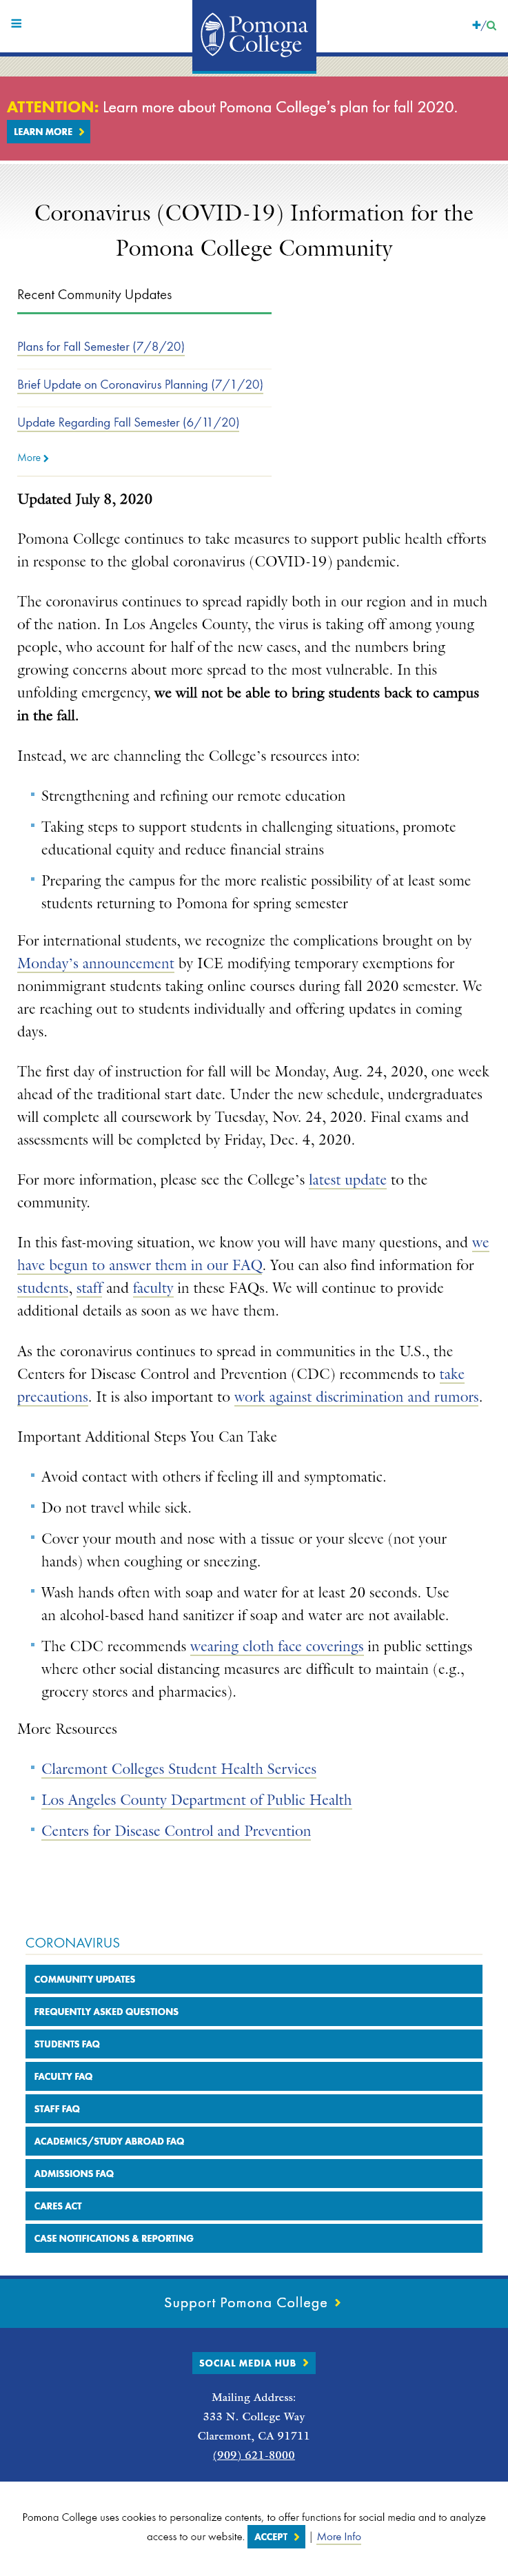 Pomona
College
ATTENTION: Learn more about Pomona College's plan for fall 2020.
LEARN MORE
Coronavirus (COVID-19) Information for the
Pomona College Community
Recent Community Updates
Plans for Fall Semester (7/8/20)
Brief Update on Coronavirus Planning (7/1/20)
Update Regarding Fall Semester (6/11/20)
More
Updated July 8, 2020
Pomona College continues to take measures to support public health efforts
in response to the global coronavirus (COVID-19) pandemic.
The coronavirus continues to spread rapidly both in our region and in much
of the nation. In Los Angeles County, the virus is taking off among young
people, who account for half of the new cases, and the numbers bring
growing concerns about more spread to the most vulnerable. In this
unfolding emergency, we will not be able to bring students back to campus
in the fall.
Instead, we are channeling the College's resources into:
Strengthening and refining our remote education
Taking steps to support students in challenging situations, promote
educational equity and reduce financial strains
Preparing the campus for the more realistic possibility of at least some
students returning to Pomona for spring semester
For international students, we recognize the complications brought on by
Monday's announcement by ICE modifying temporary exemptions for
nonimmigrant students taking online courses during fall 2020 semester. We
are reaching out to students individually and offering updates in coming
days.
The first day of instruction for fall will be Monday, Aug. 24, 2020, one week
ahead of the traditional start date. Under the new schedule, undergraduates
will complete all coursework by Tuesday, Nov. 24, 2020. Final exams and
assessments will be completed by Friday, Dec. 4, 2020.
For more information, please see the College's latest update to the
community.
In this fast-moving situation, we know you will have many questions, and we
have begun to answer them in our FAQ. You can also find information for
students, staff and faculty in these FAQs. We will continue to provide
additional details as soon as we have them.
As the coronavirus continues to spread in communities in the U.S., the
Centers for Disease Control and Prevention (CDC) recommends to take
precautions. It is also important to work against discrimination and rumors.
Important Additional Steps You Can Take
Avoid contact with others if feeling ill and symptomatic.
Do not travel while sick.
Cover your mouth and nose with a tissue or your sleeve (not your
hands) when coughing or sneezing.
Wash hands often with soap and water for at least 20 seconds. Use
an alcohol-based hand sanitizer if soap and water are not available.
The CDC recommends wearing cloth face coverings in public settings
where other social distancing measures are difficult to maintain (e.g.,
grocery stores and pharmacies).
More Resources
Claremont Colleges Student Health Services
Los Angeles County Department of Public Health
Centers for Disease Control and Prevention
CORONAVIRUS
COMMUNITY UPDATES
FREQUENTLY ASKED QUESTIONS
STUDENTS FAQ
FACULTY FAQ
STAFF FAQ
ACADEMICS/STUDY ABROAD FAQ
ADMISSIONS FAQ
CARES ACT
CASE NOTIFICATIONS & REPORTING
Support Pomona College
SOCIAL MEDIA HUB
Mailing Address:
333 N. College Way
Claremont, CA 91711
(909) 621-8000
Pomona College uses cookies to personalize contents, to offer functions for social media and to analyze
access to our website. ACCEPT | More Info